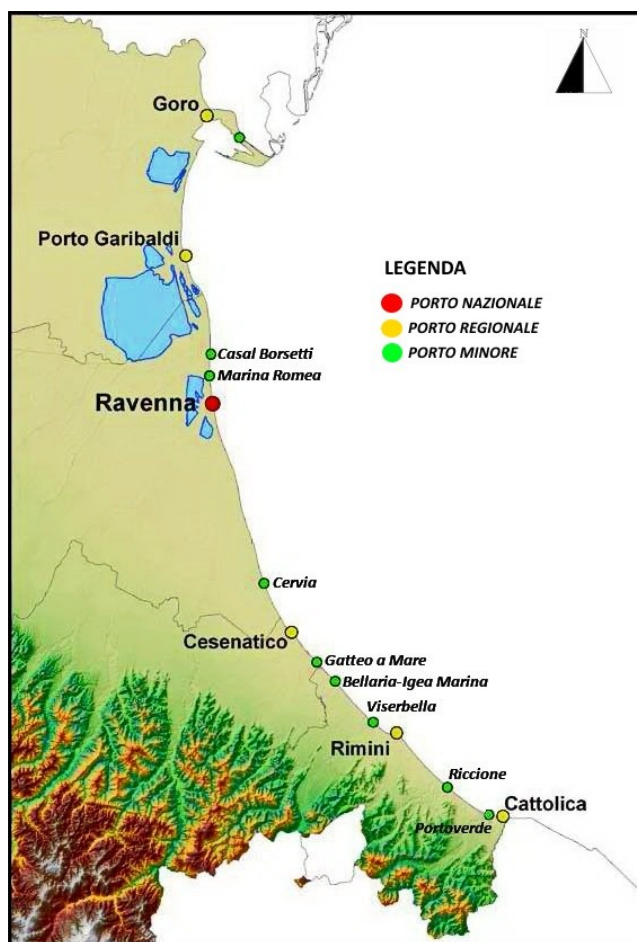 N
Goro
Porto Garibaldi
LEGENDA
PORTO NAZIONALE
PORTO REGIONALE
PORTO MINORE
Casal Borsetti
Marina Romea
Ravenna
Cervia
Cesenatico
Gatteo a Mare
Bellaria-Igea Marina
Viserbella
Rimini
Riccione
Cattolica
Portoverde